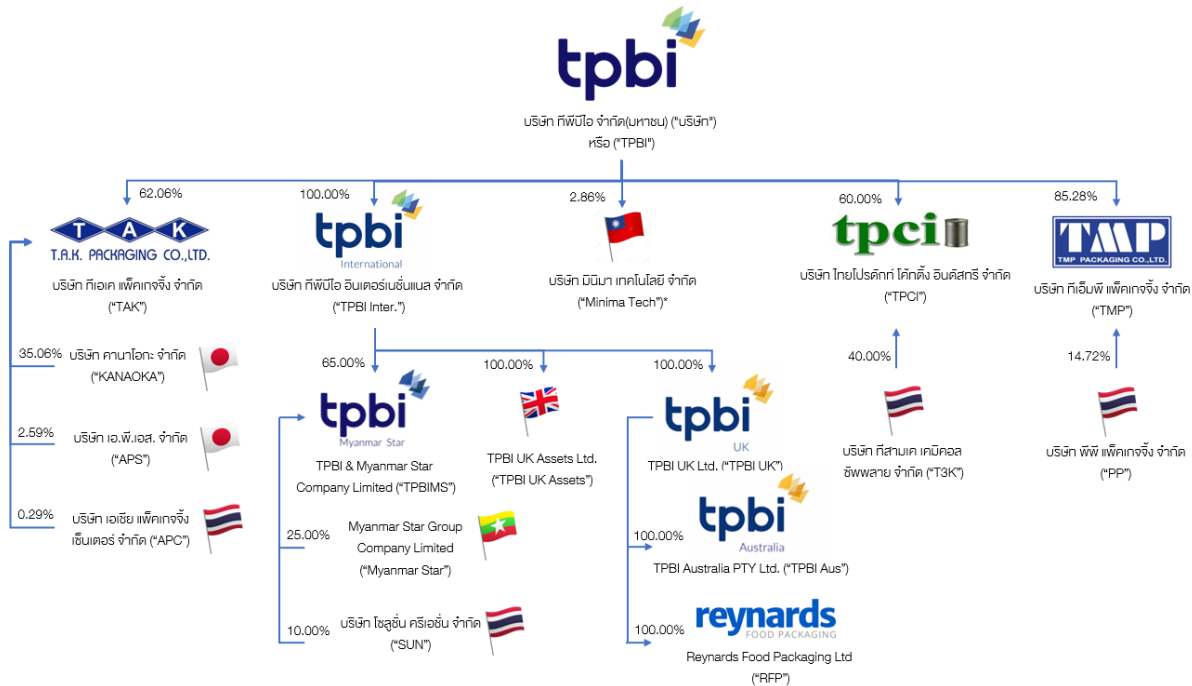 tpbi
บริษัท ทีพีบีไอ จำกัด(มหาชน) ("บริษัท")
หรือ ("TPBI")
62.06%
100.00%
2.86%
60.00%
85.28%
T A K
T.A.K. PACKAGING CO.,LTD.
บริษัท ทีเอเค แพ็คเกจจิ้ง จำกัด
("TAK")
tpbi
International
บริษัท ทีพีบีไอ อินเตอร์เนชั่นแนล จำกัด
("TPBI Inter.")
บริษัท มินิมา เทคโนโลยี จำกัด
("Minima Tech")*
tpci
บริษัท ไทยโปรดักท์ โค้ทติ้ง อินดัสทรี จำกัด
("TPCI")
TMP
TMP PACKAGING CO.,LTD.
บริษัท ทีเอ็มพี แพ็คเกจจิ้ง จำกัด
("TMP")
35.06%
บริษัท คานาโอกะ จำกัด
("KANAOKA")
2.59%
บริษัท เอ.พี.เอส. จำกัด
("APS")
0.29%
บริษัท เอเชีย แพ็คเกจจิ้ง
เซ็นเตอร์ จำกัด ("APC")
65.00%
100.00%
100.00%
tpbi
Myanmar Star
TPBI & Myanmar Star
Company Limited ("TPBIMS")
TPBI UK Assets Ltd.
("TPBI UK Assets")
tpbi
UK
TPBI UK Ltd. ("TPBI UK")
40.00%
บริษัท ทีสามเค เคมิคอล
ซัพพลาย จำกัด ("T3K")
14.72%
บริษัท พีพี แพ็คเกจจิ้ง จำกัด
("PP")
25.00%
Myanmar Star Group
Company Limited
("Myanmar Star")
10.00%
บริษัท โซลูชั่น ครีเอชั่น จำกัด
("SUN")
tpbi
Australia
100.00%
TPBI Australia PTY Ltd. ("TPBI Aus")
reynards
FOOD PACKAGING
100.00%
Reynards Food Packaging Ltd
("RFP")